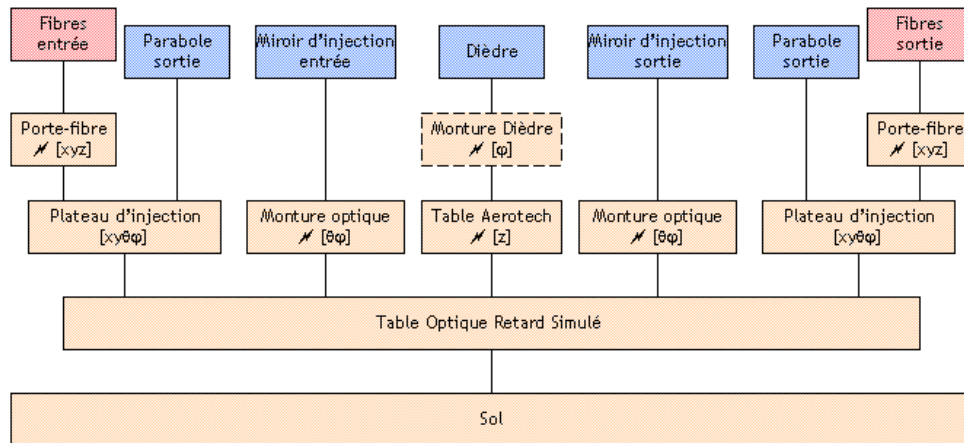 Fibres
entrée
Parabole
sortie
Miroir d'injection
entrée
Dièdre
Miroir d'injection
sortie
Parabole
sortie
Fibres
sortie
Porte-fibre
[xyz]
Monture Dièdre
[φ]
Porte-fibre
[xyz]
Plateau d'injection
[xyθφ]
Monture optique
[θφ]
Table Aerotech
[z]
Monture optique
[θφ]
Plateau d'injection
[xyθφ]
Table Optique Retard Simulé
Sol